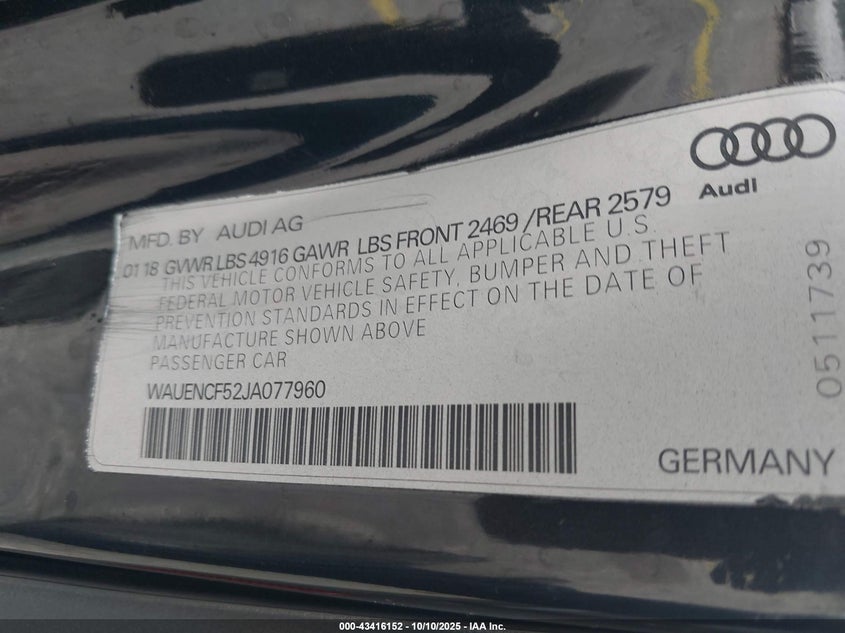 Audi
MFD. BY AUDI AG
01 18 GVWR LBS 4916 GAWR LBS FRONT 2469 / REAR 2579
THIS VEHICLE CONFORMS TO ALL APPLICABLE U.S.
FEDERAL MOTOR VEHICLE SAFETY, BUMPER AND THEFT
PREVENTION STANDARDS IN EFFECT ON THE DATE OF
MANUFACTURE SHOWN ABOVE
PASSENGER CAR
WAUENCF52JA077960
GERMANY
0511739
000-43416152 - 10/10/2025 - IAA Inc.